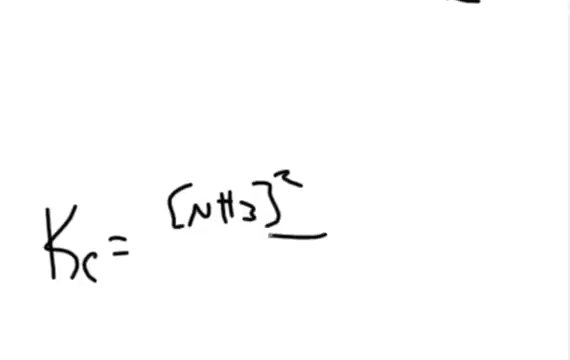 Kc = [NH3]²